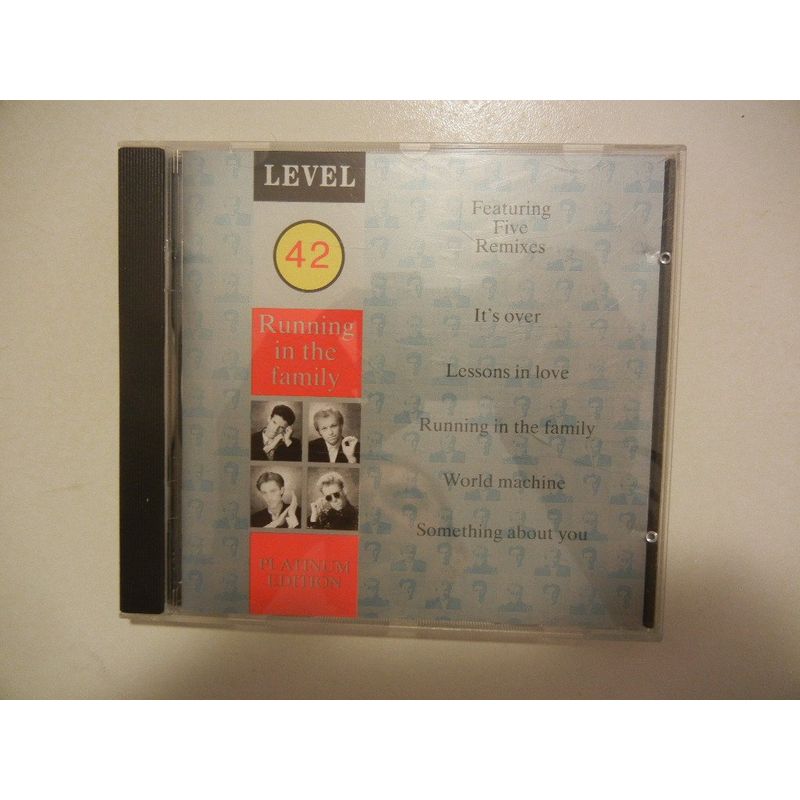 LEVEL
42
Running
in the
family
PLATINUM
EDITION
Featuring
Five
Remixes
It's over
Lessons in love
Running in the family
World machine
Something about you